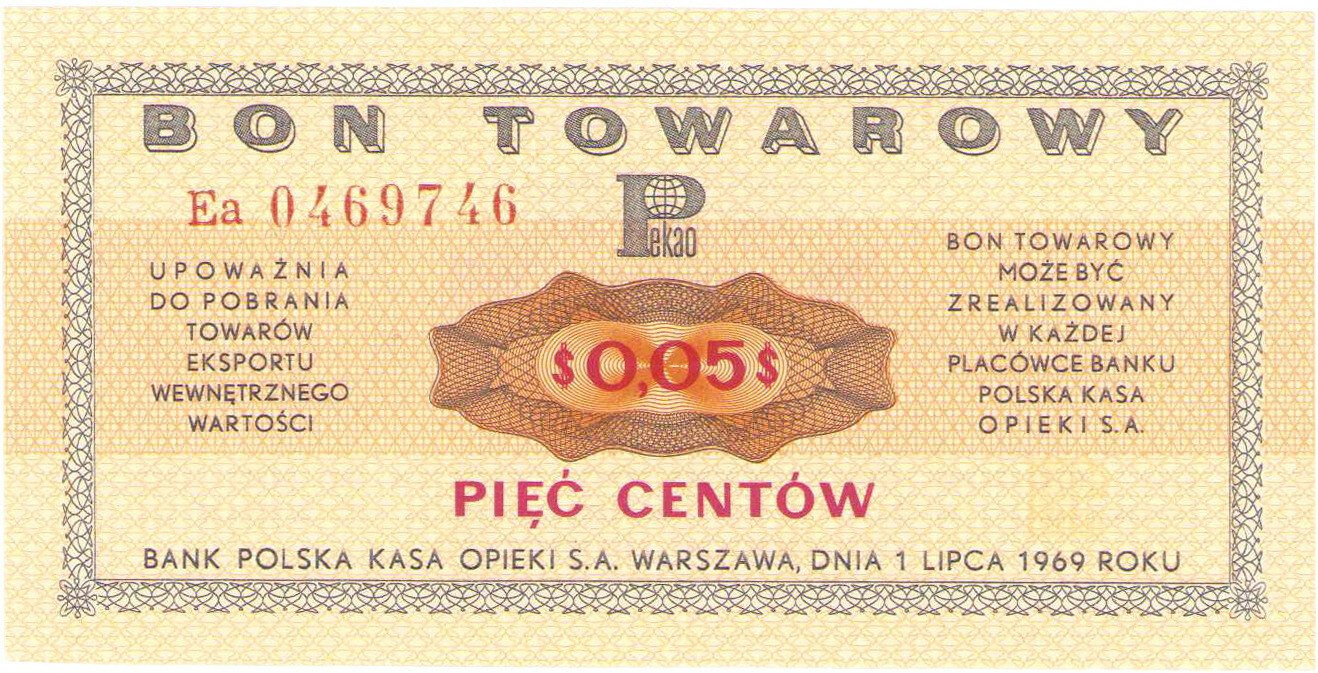 BON TOWAROWY
Ea 0469746
Pekao
UPOWAŻNIA
DO POBRANIA
TOWARÓW
EKSPORTU
WEWNĘTRZNEGO
WARTOŚCI
$0,05$
BON TOWAROWY
MOŻE BYĆ
ZREALIZOWANY
W KAŻDEJ
PLACÓWCE BANKU
POLSKA KASA
OPIEKI S.A.
PIĘĆ CENTÓW
BANK POLSKA KASA OPIEKI S.A. WARSZAWA, DNIA 1 LIPCA 1969 ROKU